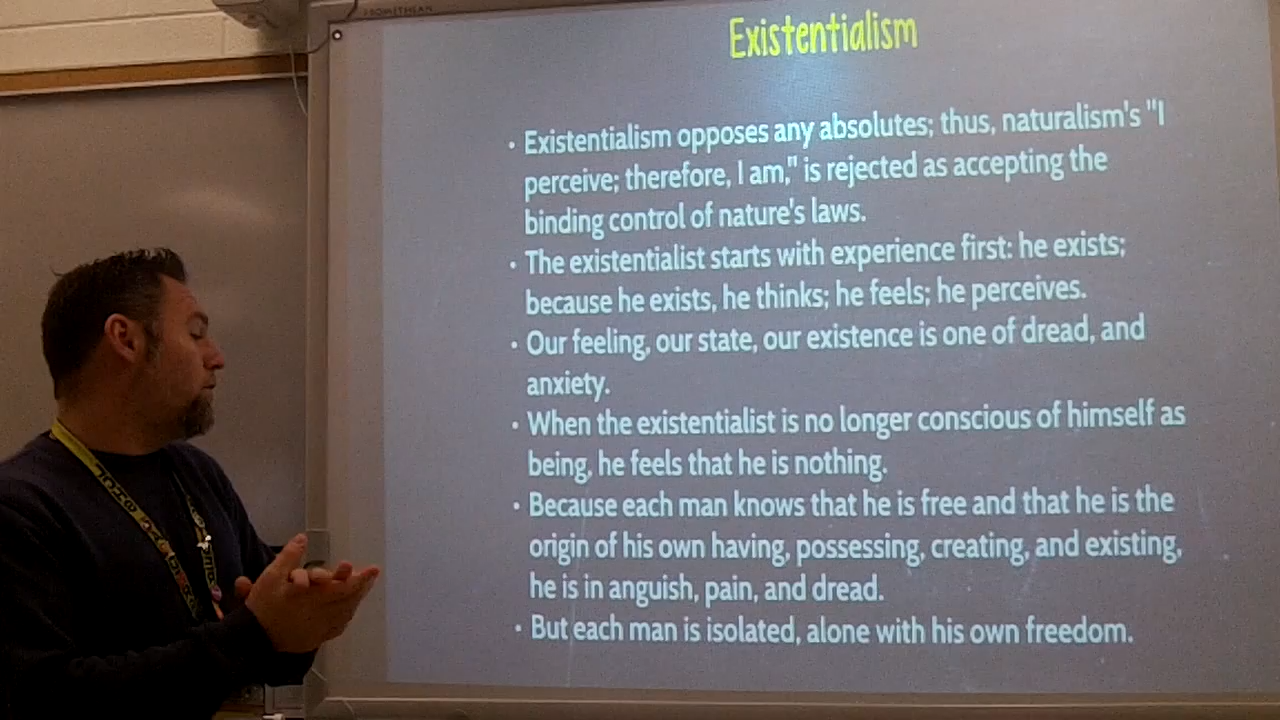 PROMETHEAN
Existentialism
• Existentialism opposes any absolutes; thus, naturalism's "I
perceive; therefore, I am," is rejected as accepting the
binding control of nature's laws.
• The existentialist starts with experience first: he exists;
because he exists, he thinks; he feels; he perceives.
• Our feeling, our state, our existence is one of dread, and
anxiety.
• When the existentialist is no longer conscious of himself as
being, he feels that he is nothing.
• Because each man knows that he is free and that he is the
origin of his own having, possessing, creating, and existing,
he is in anguish, pain, and dread.
• But each man is isolated, alone with his own freedom.